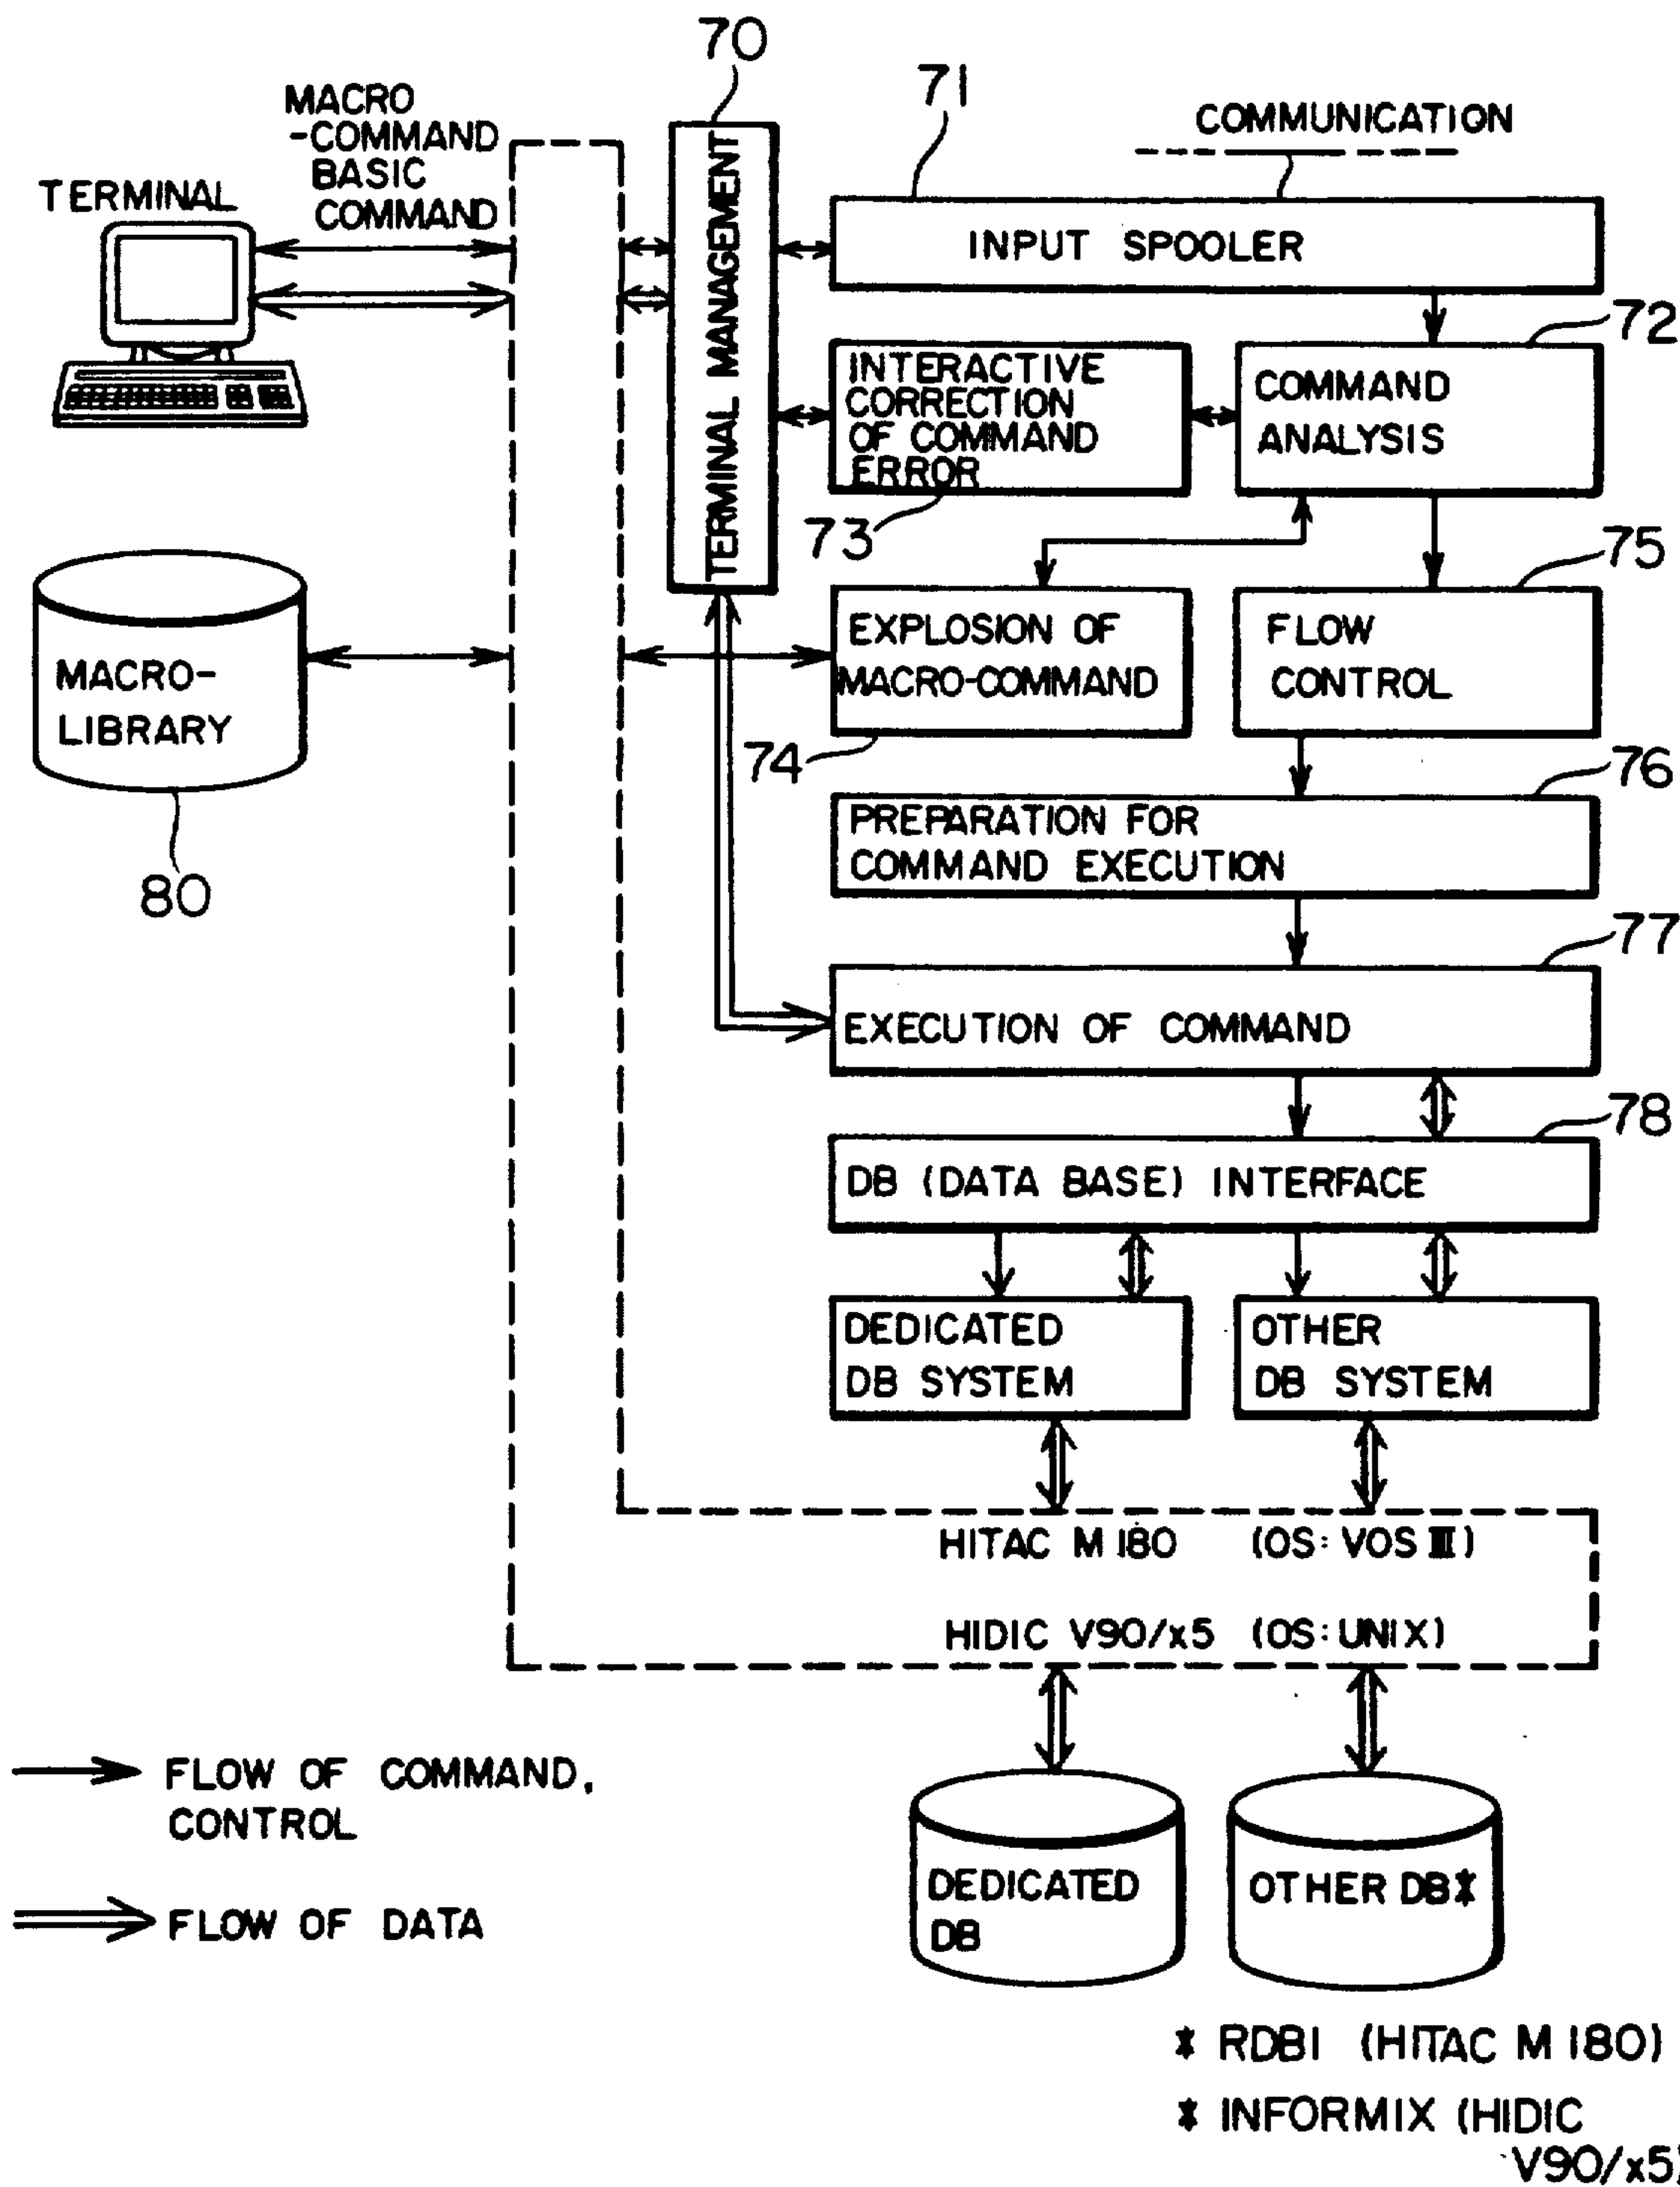 70
71
COMMUNICATION
MACRO
-COMMAND
BASIC
COMMAND
TERMINAL
TERMINAL MANAGEMENT
INPUT SPOOLER
72
INTERACTIVE
CORRECTION
OF COMMAND
ERROR
COMMAND
ANALYSIS
73
75
EXPLOSION OF
MACRO-COMMAND
FLOW
CONTROL
MACRO-
LIBRARY
74
76
80
PREPARATION FOR
COMMAND EXECUTION
77
EXECUTION OF COMMAND
78
DB (DATA BASE) INTERFACE
DEDICATED
DB SYSTEM
OTHER
DB SYSTEM
HITAC M 180 (OS: VOS III)
HIDIC V90/x5 (OS: UNIX)
FLOW OF COMMAND,
CONTROL
FLOW OF DATA
DEDICATED
DB
OTHER DB*
* RDB1 (HITAC M 180)
* INFORMIX (HIDIC
V90/x5)